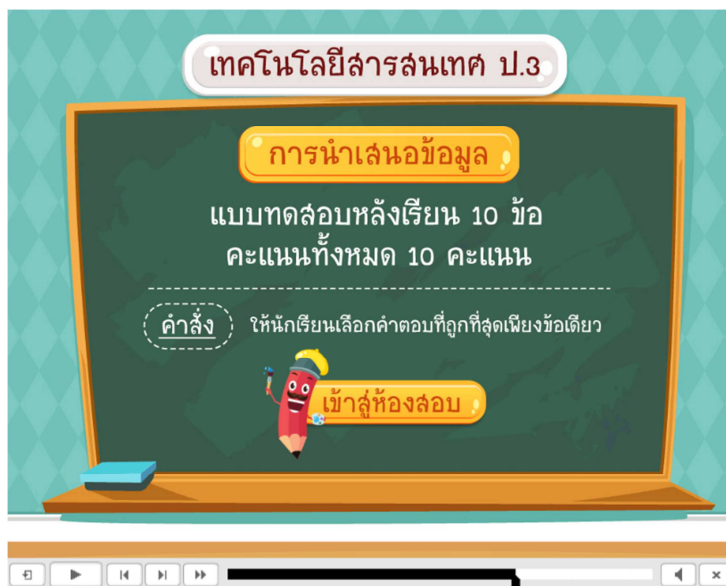 เทคโนโลยีสารสนเทศ ป.3
การนำเสนอข้อมูล
แบบทดสอบหลังเรียน 10 ข้อ
คะแนนทั้งหมด 10 คะแนน
คำสั่ง ให้นักเรียนเลือกคำตอบที่ถูกที่สุดเพียงข้อเดียว
เข้าสู่ห้องสอบ